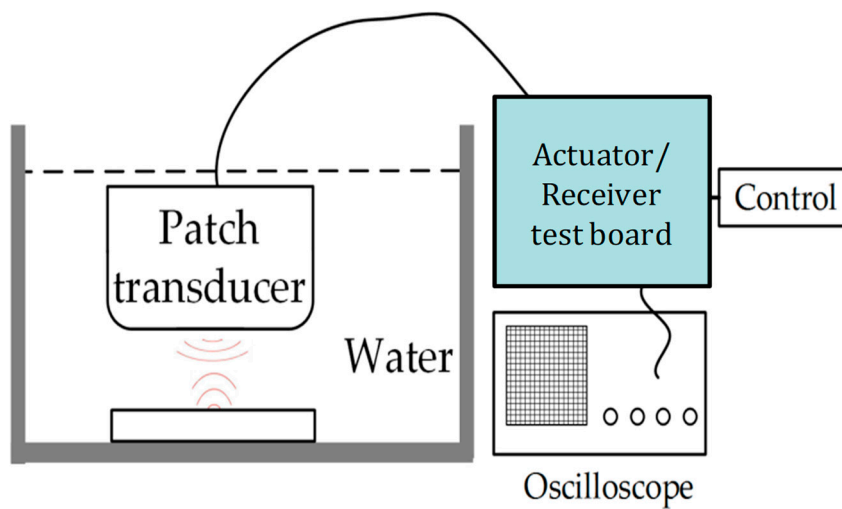 Patch
transducer
Water
Actuator/
Receiver
test board
Control
Oscilloscope